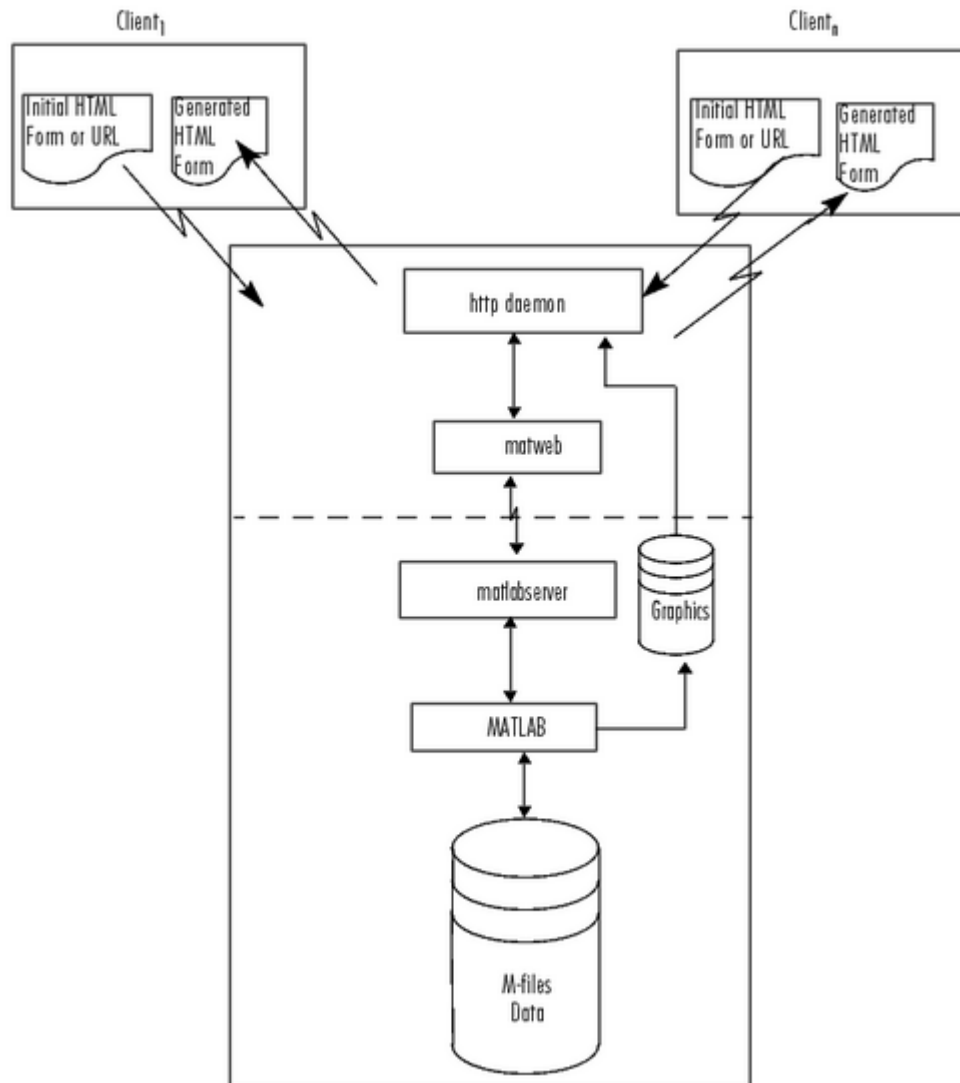 Client1
Clientn
Initial HTML
Form or URL
Generated
HTML
Form
Initial HTML
Form or URL
Generated
HTML
Form
http daemon
matweb
matlabserver
Graphics
MATLAB
M-files
Data